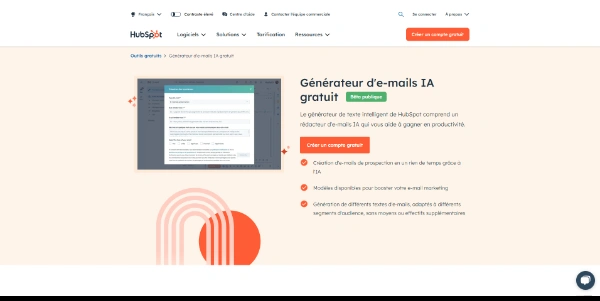 Français Contraste élevé Centre d'aide Contacter l'équipe commerciale Se connecter À propos
HubSpot Logiciels Solutions Tarification Ressources Créer un compte gratuit
Outils gratuits > Générateur d'e-mails IA gratuit
Générateur d'e-mails IA
gratuit Bêta publique
Le générateur de texte intelligent de HubSpot comprend un
rédacteur d'e-mails IA qui vous aide à gagner en productivité.
Créer un compte gratuit
Création d'e-mails de prospection en un rien de temps grâce à
l'IA
Modèles disponibles pour booster votre e-mail marketing
Génération de différents textes d'e-mails, adaptés à différents
segments d'audience, sans moyens ou effectifs supplémentaires